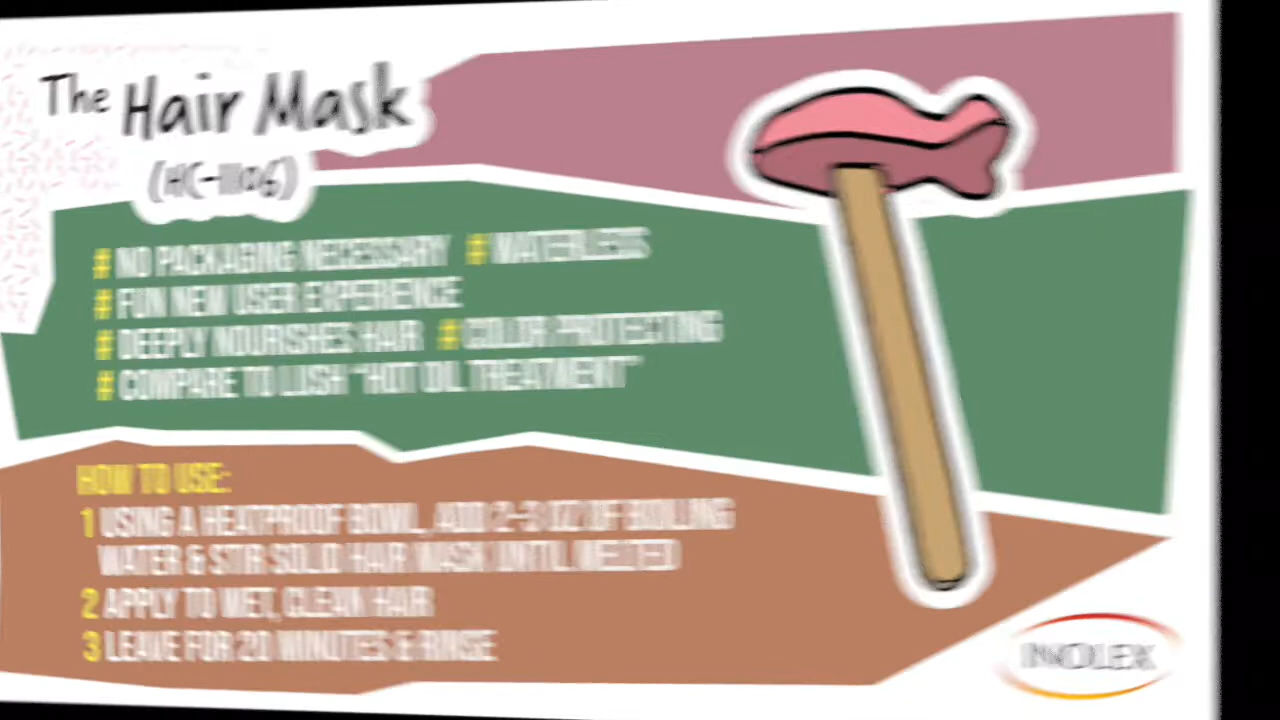 The Hair Mask
(HC-1106)
# NO PACKAGING NECESSARY # WATERLESS
# FUN NEW USER EXPERIENCE
# DEEPLY NOURISHES HAIR # COLOR PROTECTING
# COMPARE TO LUSH "HOT OIL TREATMENT"
HOW TO USE:
1 USING A HEATPROOF BOWL, ADD 2-3 OZ OF BOILING
WATER & STIR SOLID HAIR MASK UNTIL MELTED
2 APPLY TO WET, CLEAN HAIR
3 LEAVE FOR 20 MINUTES & RINSE
INOLEX